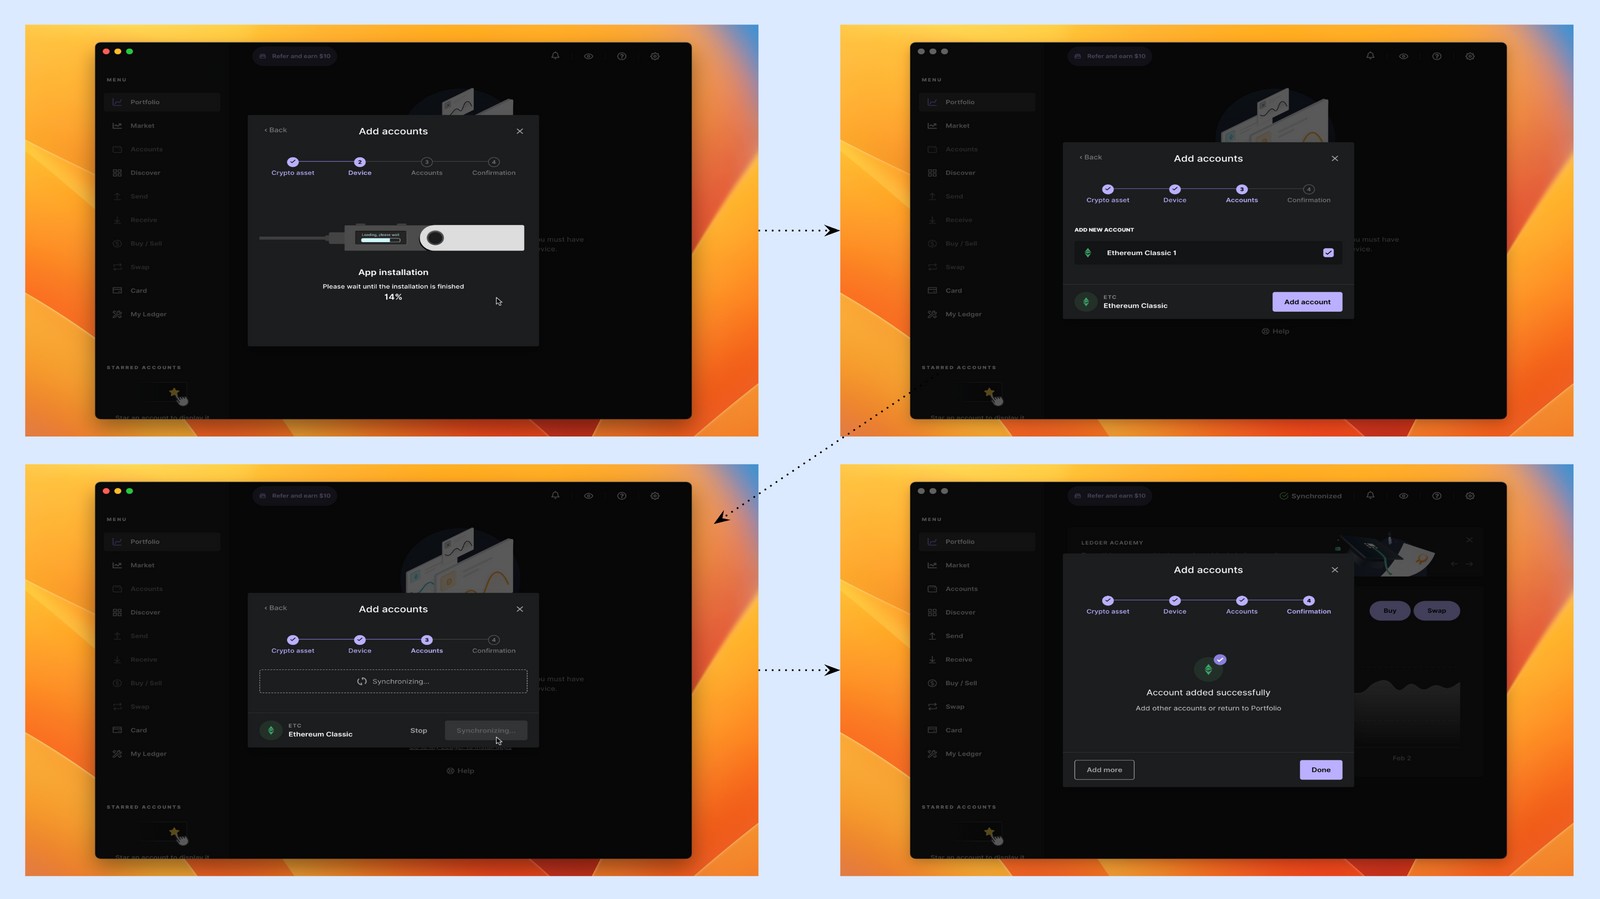 Refer and earn $10
MENU
Portfolio
Market
Accounts
Discover
Send
Receive
Buy / Sell
Swap
Card
My Ledger
STARRED ACCOUNTS
Star an account to display it
‹ Back
Add accounts
Crypto asset
2
Device
3
Accounts
4
Confirmation
Loading, please wait
App installation
Please wait until the installation is finished
14%
ou must have
vice.
Refer and earn $10
MENU
Portfolio
Market
Accounts
Discover
Send
Receive
Buy / Sell
Swap
Card
My Ledger
STARRED ACCOUNTS
Star an account to display it
‹ Back
Add accounts
Crypto asset
Device
3
Accounts
4
Confirmation
ADD NEW ACCOUNT
Ethereum Classic 1
ETC
Ethereum Classic
Add account
ou must have
vice.
Help
Refer and earn $10
MENU
Portfolio
Market
Accounts
Discover
Send
Receive
Buy / Sell
Swap
Card
My Ledger
STARRED ACCOUNTS
Star an account to display it
‹ Back
Add accounts
Crypto asset
Device
3
Accounts
4
Confirmation
Synchronizing...
ETC
Ethereum Classic
Stop
Synchronizing...
ou must have
vice.
Help
Refer and earn $10
Synchronized
MENU
Portfolio
Market
Accounts
Discover
Send
Receive
Buy / Sell
Swap
Card
My Ledger
STARRED ACCOUNTS
Star an account to display it
LEDGER ACADEMY
Buy
Swap
Feb 2
Add accounts
Crypto asset
Device
Accounts
4
Confirmation
Account added successfully
Add other accounts or return to Portfolio
Add more
Done